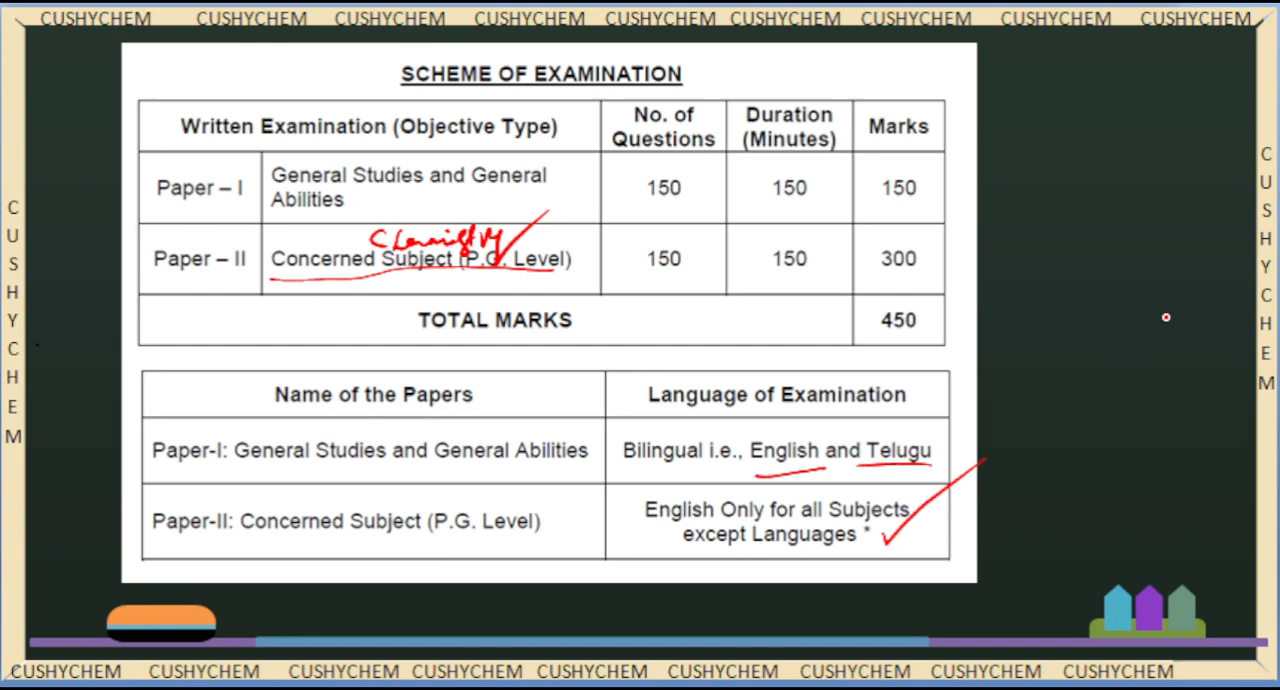 CUSHYCHEM CUSHYCHEM CUSHYCHEM CUSHYCHEM CUSHYCHEM CUSHYCHEM CUSHYCHEM CUSHYCHEM CUSHYCHEM
SCHEME OF EXAMINATION
Written Examination (Objective Type) No. of Questions Duration (Minutes) Marks
Paper – I General Studies and General Abilities 150 150 150
Chemistry
Paper – II Concerned Subject (P.G. Level) 150 150 300
TOTAL MARKS 450
Name of the Papers Language of Examination
Paper-I: General Studies and General Abilities Bilingual i.e., English and Telugu
Paper-II: Concerned Subject (P.G. Level) English Only for all Subjects except Languages *
CUSHYCHEM
CUSHYCHEM
CUSHYCHEM CUSHYCHEM CUSHYCHEM CUSHYCHEM CUSHYCHEM CUSHYCHEM CUSHYCHEM CUSHYCHEM CUSHYCHEM